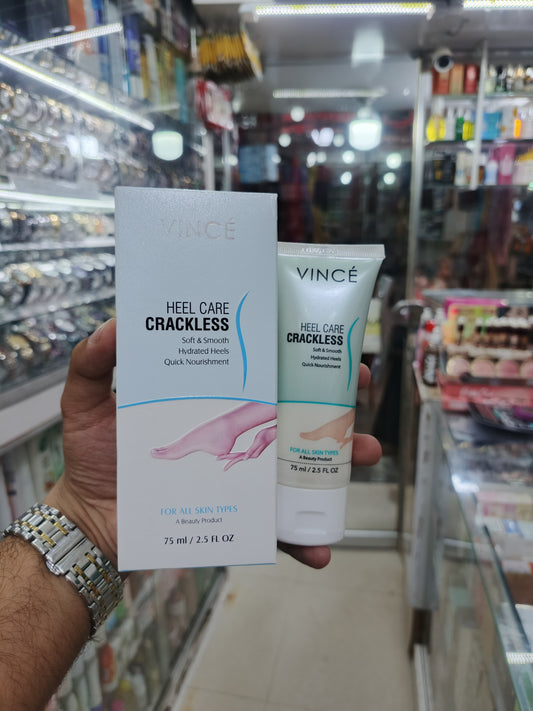 VINCÉ
HEEL CARE
CRACKLESS
Soft & Smooth
Hydrated Heels
Quick Nourishment
FOR ALL SKIN TYPES
A Beauty Product
75 ml / 2.5 FL OZ
VINCÉ
HEEL CARE
CRACKLESS
Soft & Smooth
Hydrated Heels
Quick Nourishment
FOR ALL SKIN TYPES
A Beauty Product
75 ml / 2.5 FL OZ